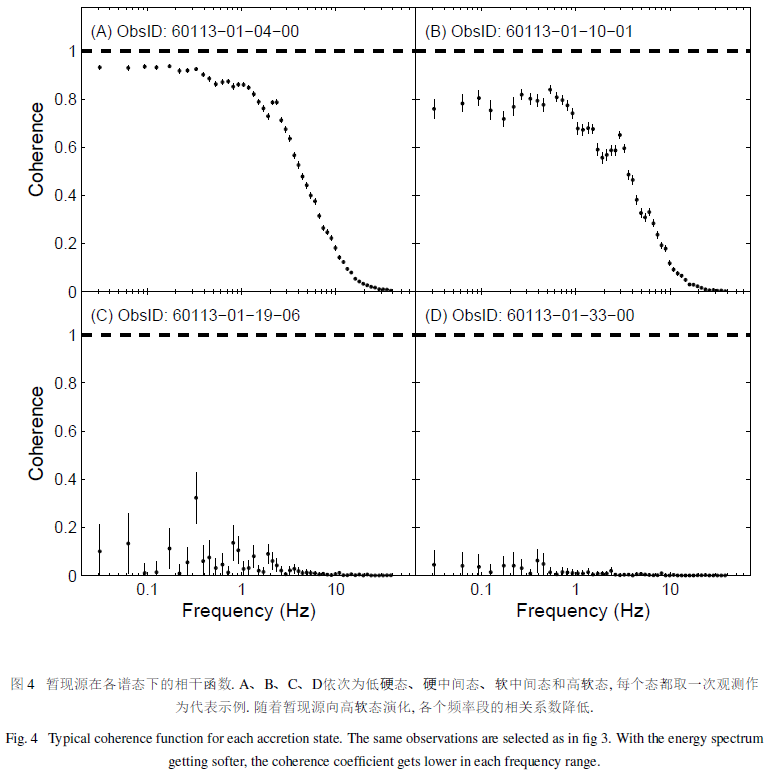 (A) ObsID: 60113−01−04−00
(B) ObsID: 60113−01−10−01
1
0.8
0.6
0.4
0.2
0
Coherence
(C) ObsID: 60113−01−19−06
(D) ObsID: 60113−01−33−00
1
0.8
0.6
0.4
0.2
0
Coherence
0.1
1
10
0.1
1
10
Frequency (Hz)
Frequency (Hz)
图 4 暂现源在各谱态下的相干函数. A、B、C、D依次为低硬态、硬中间态、软中间态和高软态, 每个态都取一次观测作
为代表示例. 随着暂现源向高软态演化, 各个频率段的相关系数降低.
Fig. 4 Typical coherence function for each accretion state. The same observations are selected as in fig 3. With the energy spectrum
getting softer, the coherence coefficient gets lower in each frequency range.